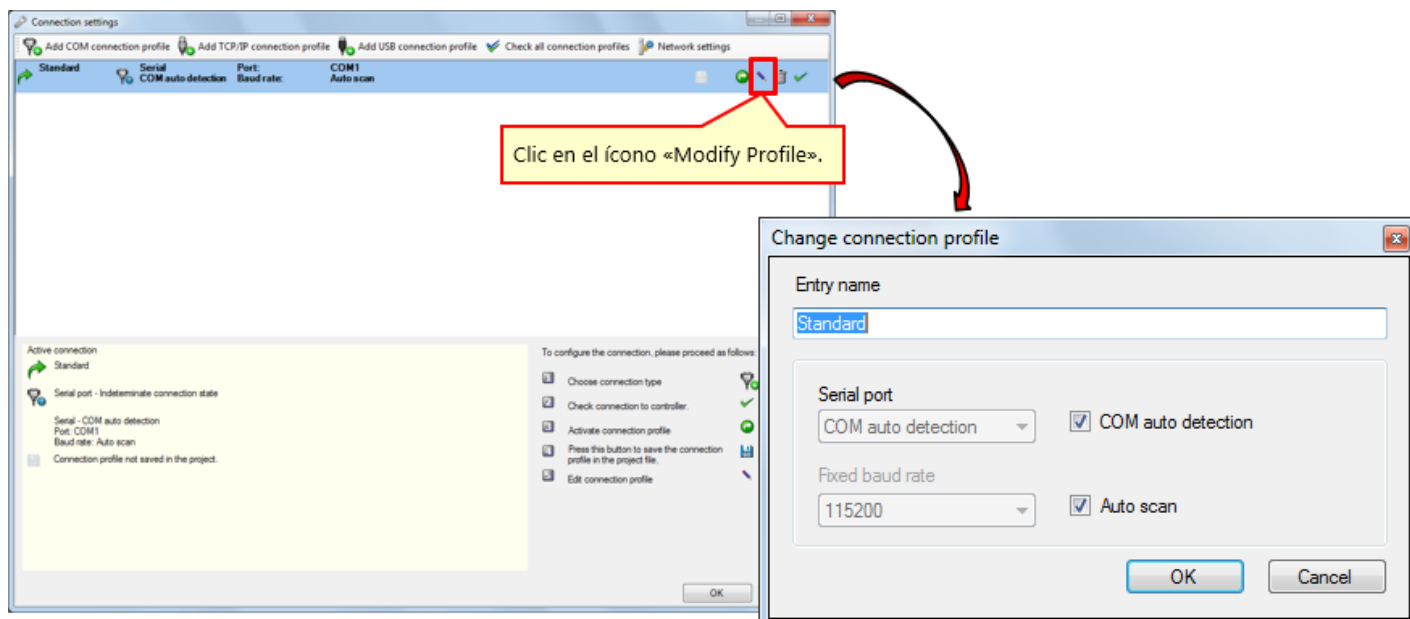 Connection settings
Add COM connection profile Add TCP/IP connection profile Add USB connection profile Check all connection profiles Network settings
Standard Serial Port: COM1
COM auto detection Baud rate: Auto scan
Clic en el ícono «Modify Profile».
Change connection profile
Entry name
Standard
Serial port
COM auto detection COM auto detection
Fixed baud rate
115200 Auto scan
OK Cancel
Active connection
Standard
Serial port - Indeterminate connection state
Serial - COM auto detection
Port: COM1
Baud rate: Auto scan
Connection profile not saved in the project.
To configure the connection, please proceed as follows:
Choose connection type
Check connection to controller.
Activate connection profile
Press this button to save the connection
profile in the project file.
Edit connection profile
OK